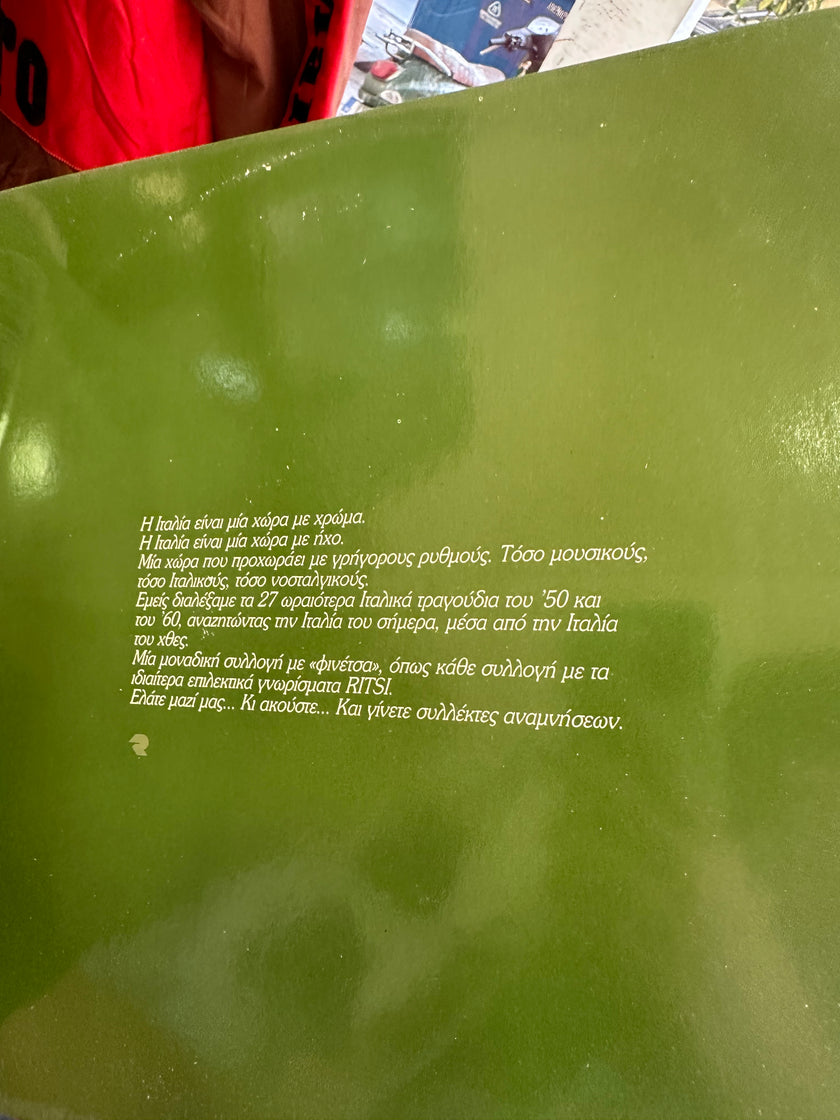 Η Ιταλία είναι μία χώρα με χρώμα.
Η Ιταλία είναι μία χώρα με ήχο.
Μία χώρα που προχωράει με γρήγορους ρυθμούς. Τόσο μουσικούς,
τόσο Ιταλικούς, τόσο νοσταλγικούς.
Εμείς διαλέξαμε τα 27 ωραιότερα Ιταλικά τραγούδια του '50 και
του '60, αναζητώντας την Ιταλία του σήμερα, μέσα από την Ιταλία
του χθες.
Μία μοναδική συλλογή με «φινέτσα», όπως κάθε συλλογή με τα
ιδιαίτερα επιλεκτικά γνωρίσματα RITSI.
Ελάτε μαζί μας... Κι ακούστε... Και γίνετε συλλέκτες αναμνήσεων.